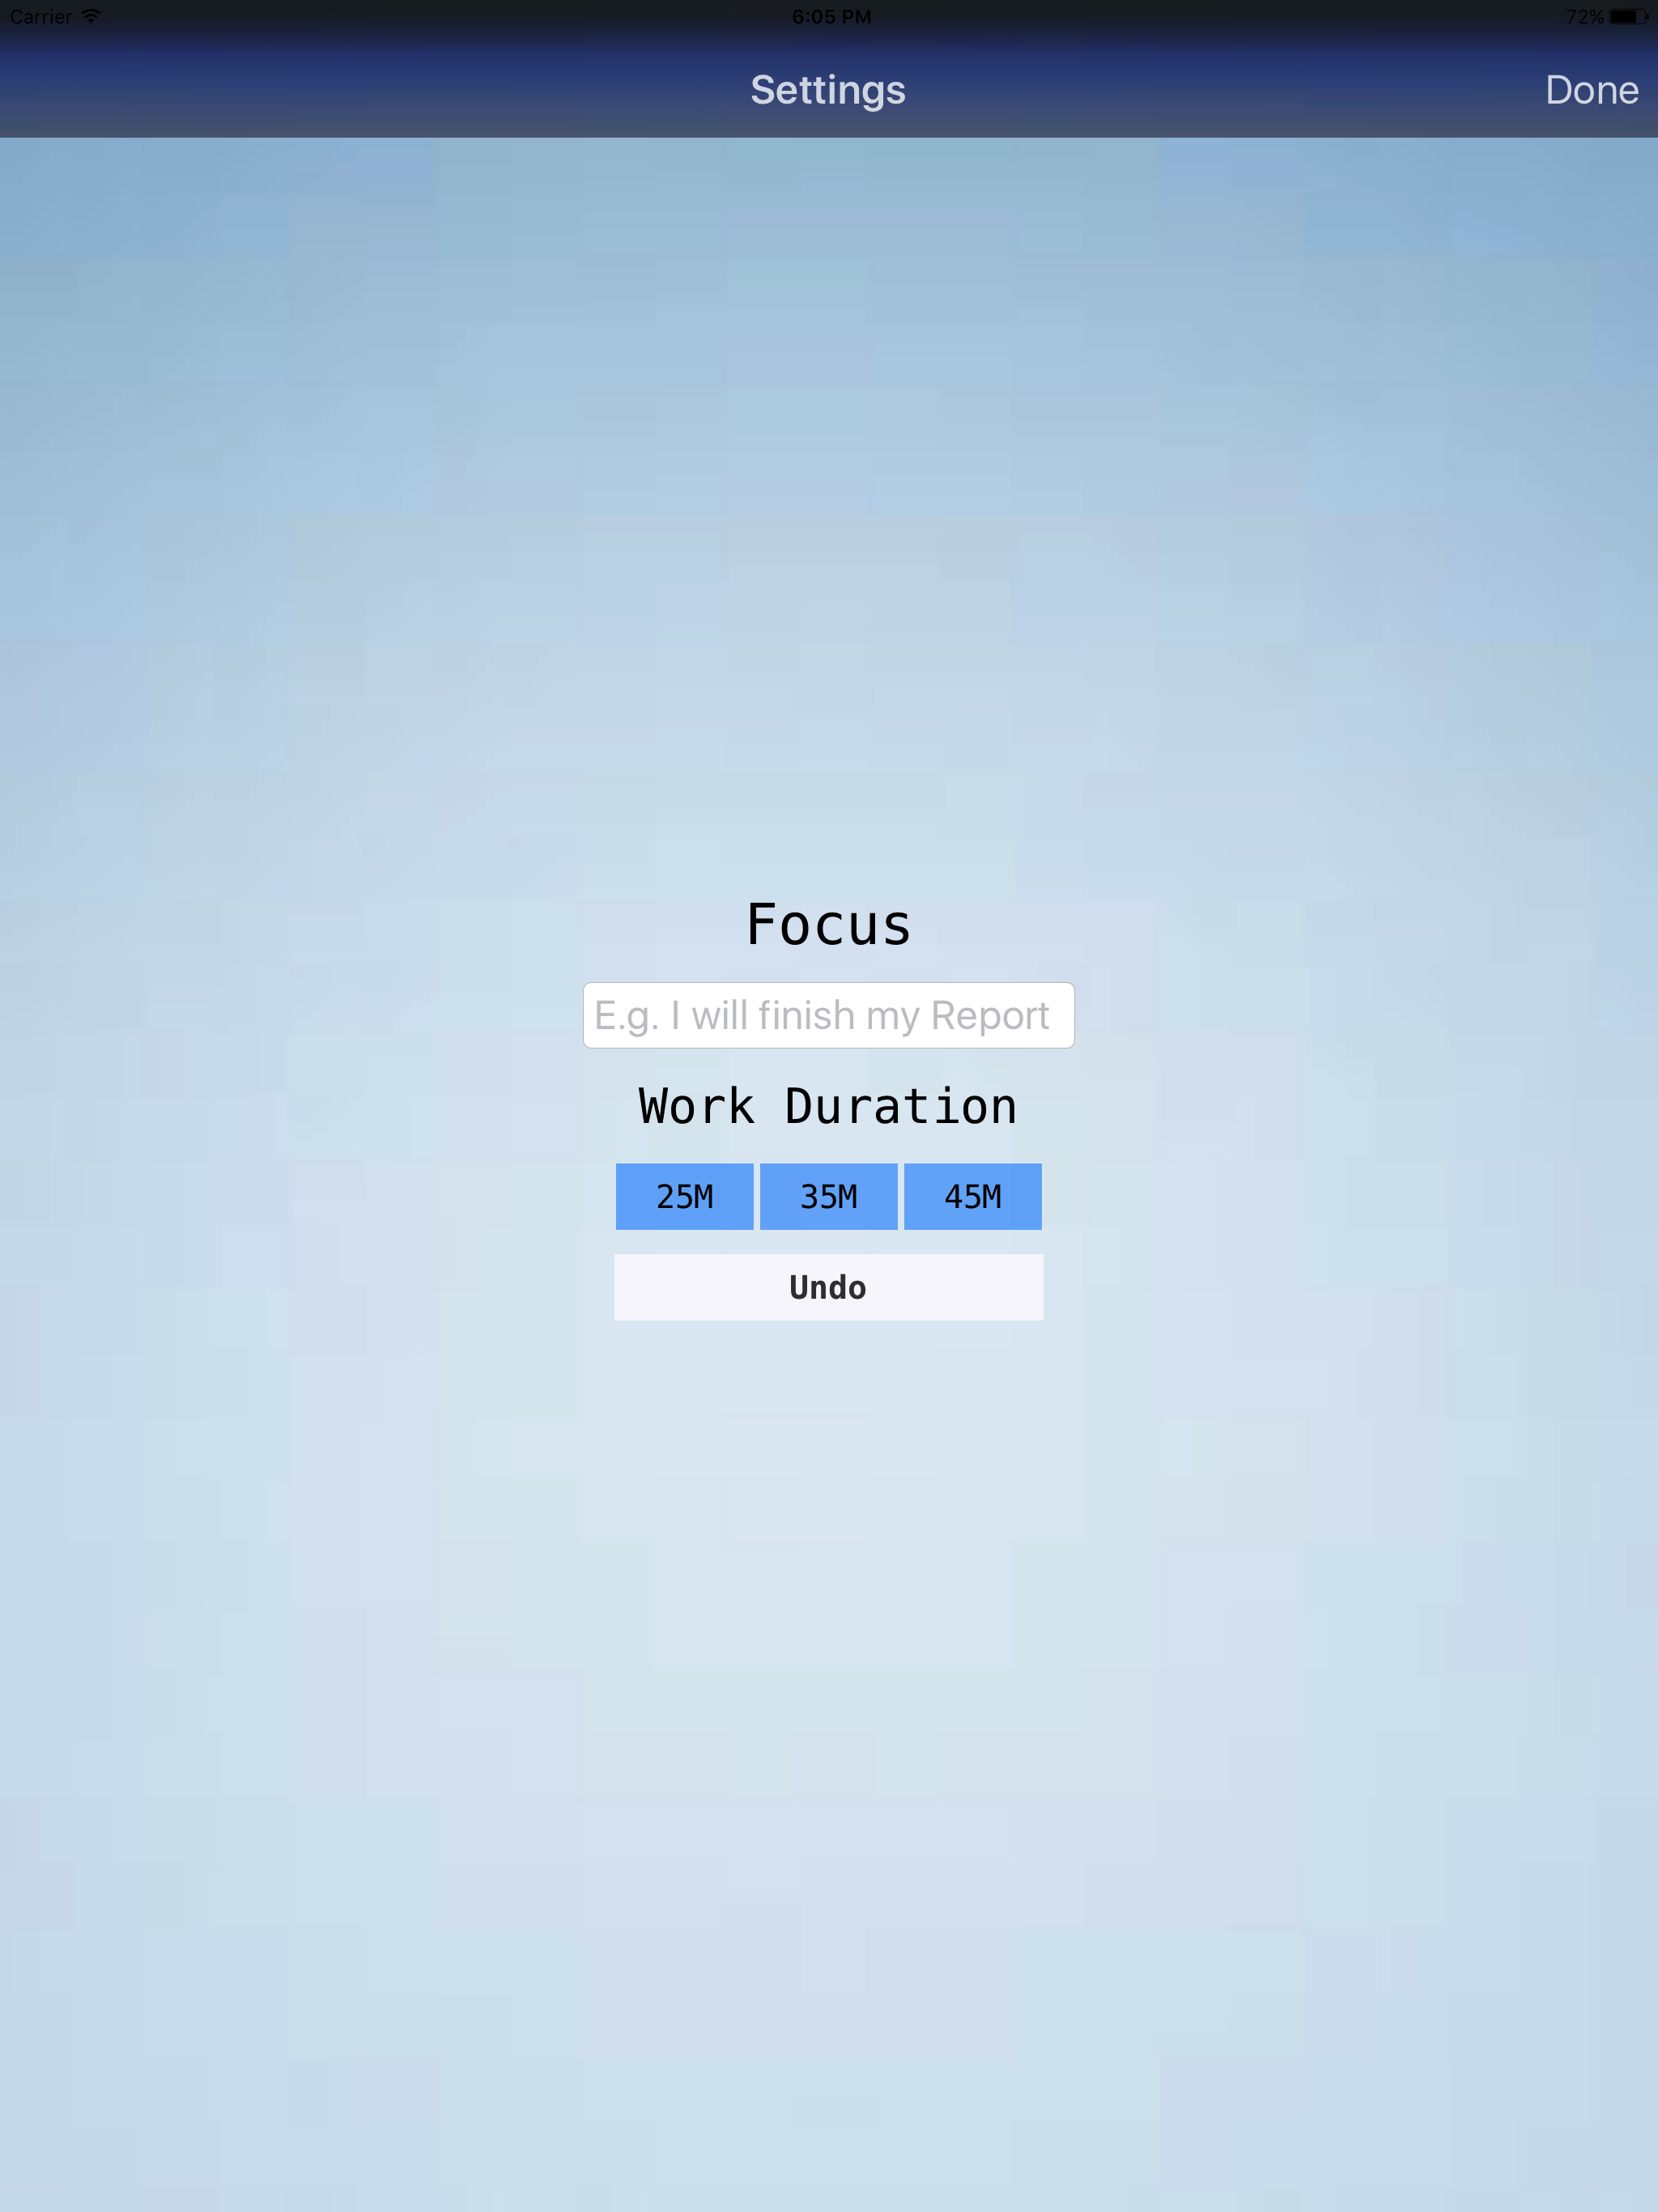 Carrier 6:05 PM 72%
Settings Done
Focus
E.g. I will finish my Report
Work Duration
25M 35M 45M
Undo